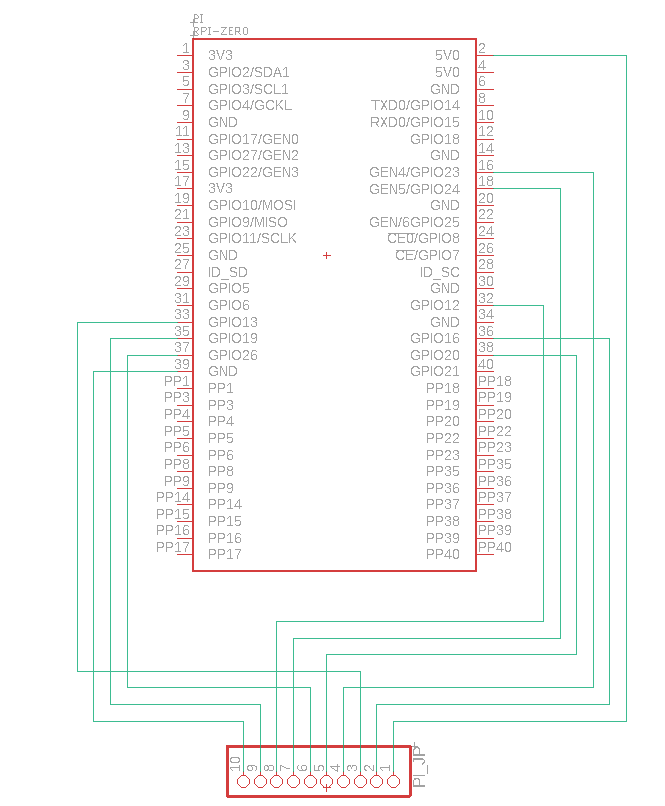 PI
RPI-ZERO
1 3V3 5V0 2
3 GPIO2/SDA1 5V0 4
5 GPIO3/SCL1 GND 6
7 GPIO4/GCKL TXD0/GPIO14 8
9 GND RXD0/GPIO15 10
11 GPIO17/GEN0 GPIO18 12
13 GPIO27/GEN2 GND 14
15 GPIO22/GEN3 GEN4/GPIO23 16
17 3V3 GEN5/GPIO24 18
19 GPIO10/MOSI GND 20
21 GPIO9/MISO GEN/6GPIO25 22
23 GPIO11/SCLK CE0/GPIO8 24
25 GND CE/GPIO7 26
27 ID_SD ID_SC 28
29 GPIO5 GND 30
31 GPIO6 GPIO12 32
33 GPIO13 GND 34
35 GPIO19 GPIO16 36
37 GPIO26 GPIO20 38
39 GND GPIO21 40
PP1 PP1 PP18 PP18
PP3 PP3 PP19 PP19
PP4 PP4 PP20 PP20
PP5 PP5 PP22 PP22
PP6 PP6 PP23 PP23
PP8 PP8 PP35 PP35
PP9 PP9 PP36 PP36
PP14 PP14 PP37 PP37
PP15 PP15 PP38 PP38
PP16 PP16 PP39 PP39
PP17 PP17 PP40 PP40
10 9 8 7 6 5 4 3 2 1
PI_JP